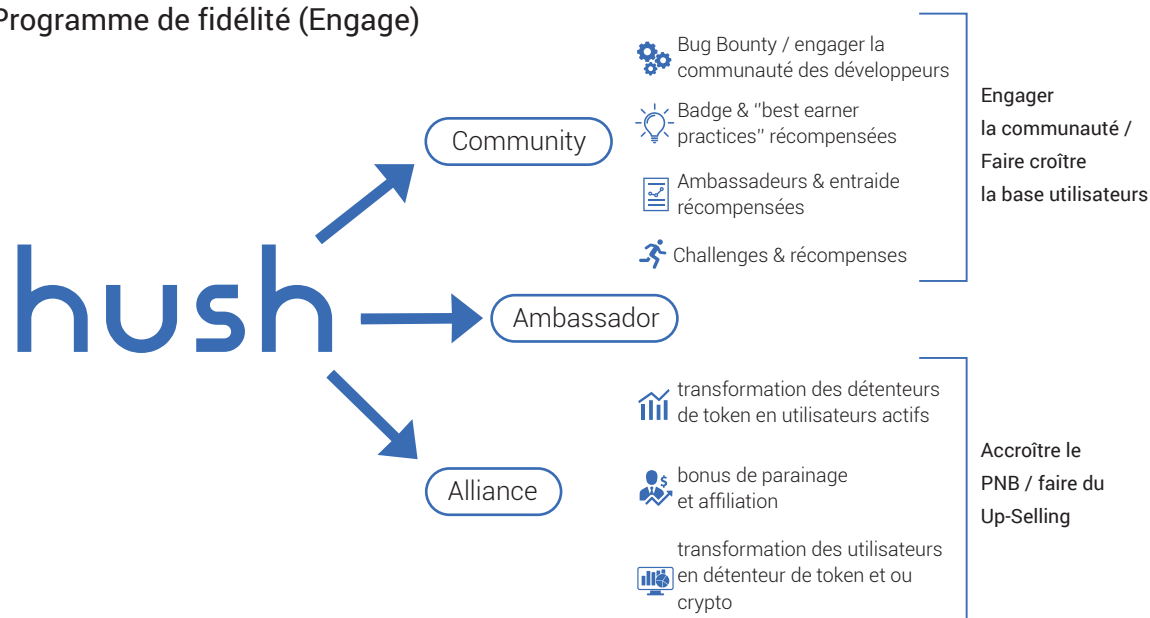 Programme de fidélité (Engage)
hush
Community
Bug Bounty / engager la
communauté des développeurs
Badge & "best earner
practices" récompensées
Ambassadeurs & entraide
récompensées
Challenges & récompenses
Engager
la communauté /
Faire croître
la base utilisateurs
Ambassador
Alliance
transformation des détenteurs
de token en utilisateurs actifs
bonus de parainage
et affiliation
transformation des utilisateurs
en détenteur de token et ou
crypto
Accroître le
PNB / faire du
Up-Selling